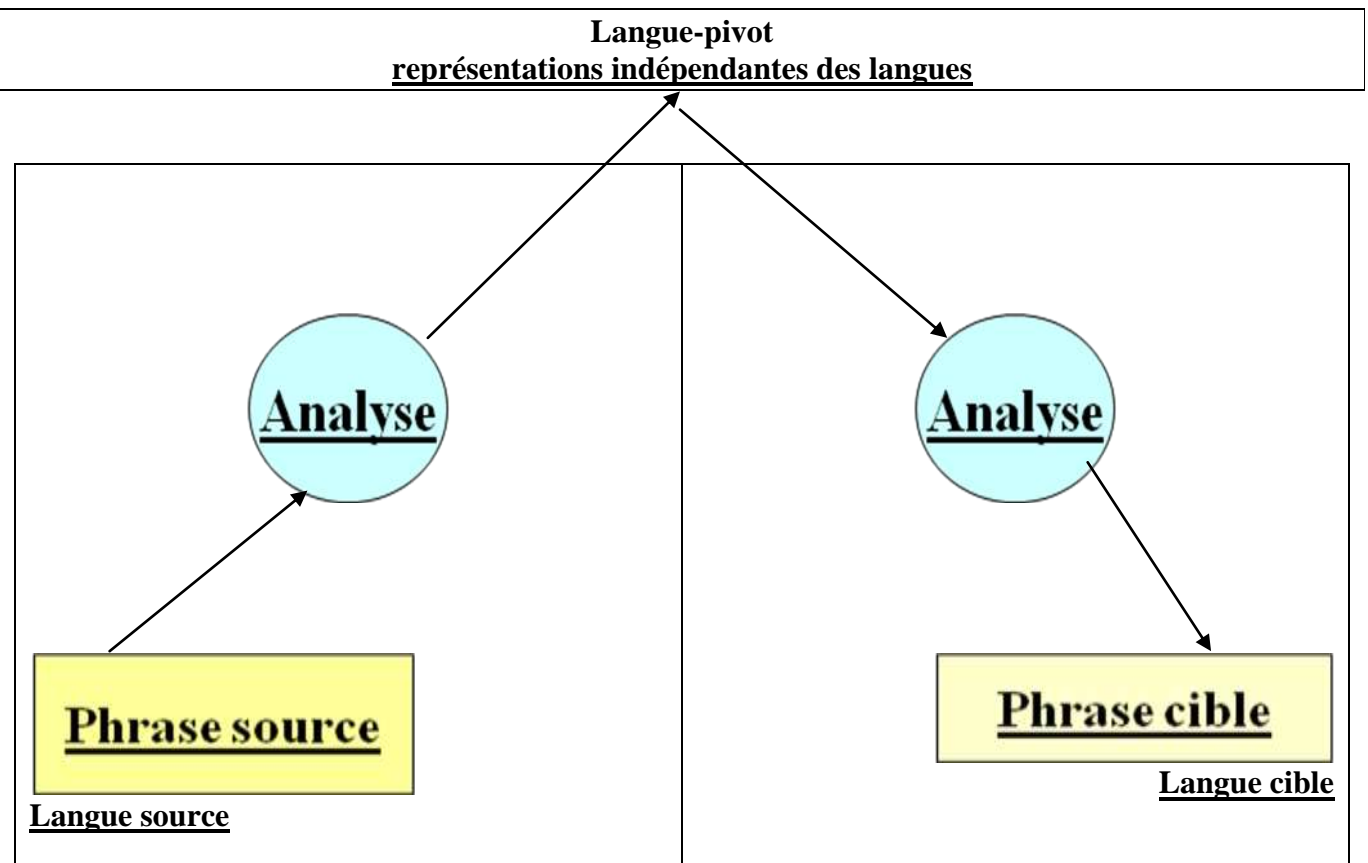 Langue-pivot
représentations indépendantes des langues
Analyse
Analyse
Phrase source
Phrase cible
Langue source
Langue cible